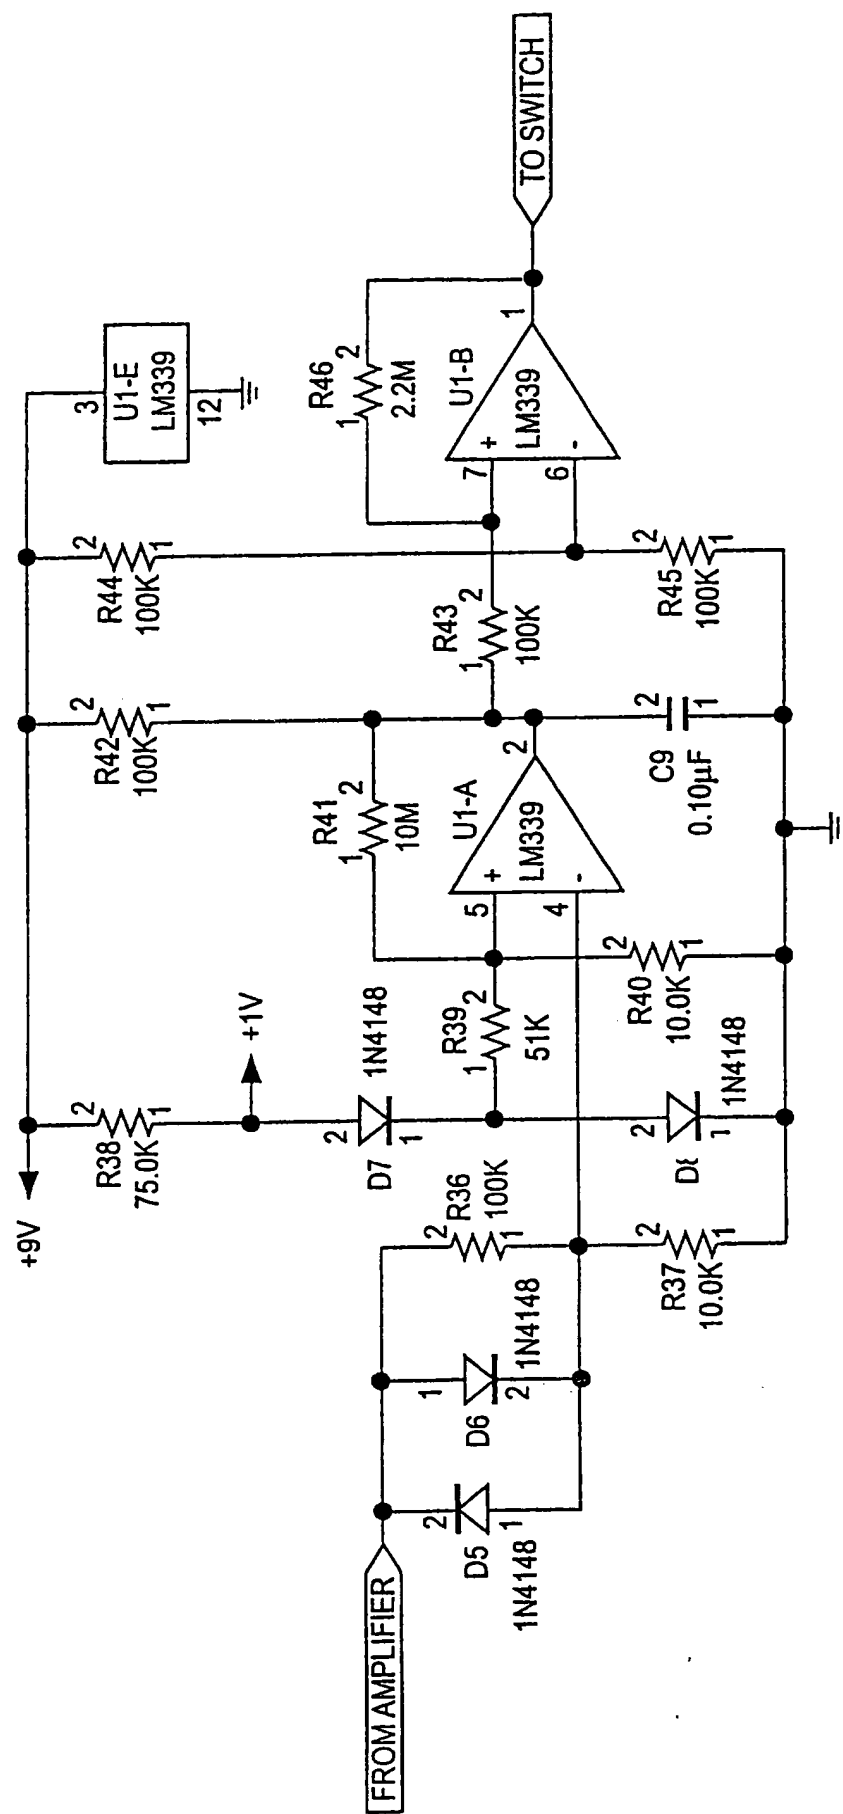 +9V
R38
75.0K
2
1
+1V
R42
100K
2
1
R44
100K
2
1
3
U1-E
LM339
12
D7
2
1
1N4148
R41
10M
1
2
R46
2.2M
1
2
FROM AMPLIFIER
D5
2
1
1N4148
D6
1
2
1N4148
R36
100K
2
1
R39
51K
1
2
5
4
+
-
U1-A
LM339
2
R43
100K
1
2
7
6
+
-
U1-B
LM339
1
TO SWITCH
R37
10.0K
2
1
2
1
1N4148
R40
10.0K
2
1
C9
0.10µF
2
1
R45
100K
2
1